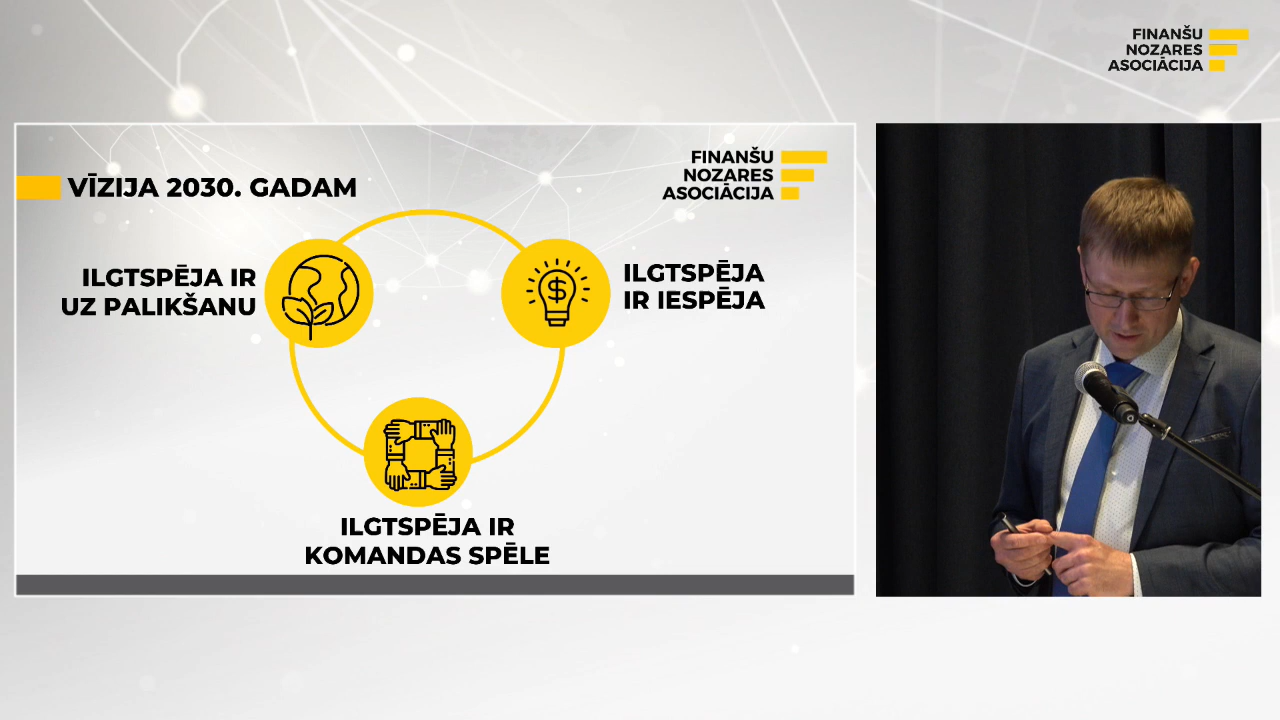 FINANŠU
NOZARES
ASOCIĀCIJA
FINANŠU
NOZARES
ASOCIĀCIJA
VĪZIJA 2030. GADAM
ILGTSPĒJA IR
UZ PALIKŠANU
ILGTSPĒJA
IR IESPĒJA
ILGTSPĒJA IR
KOMANDAS SPĒLE